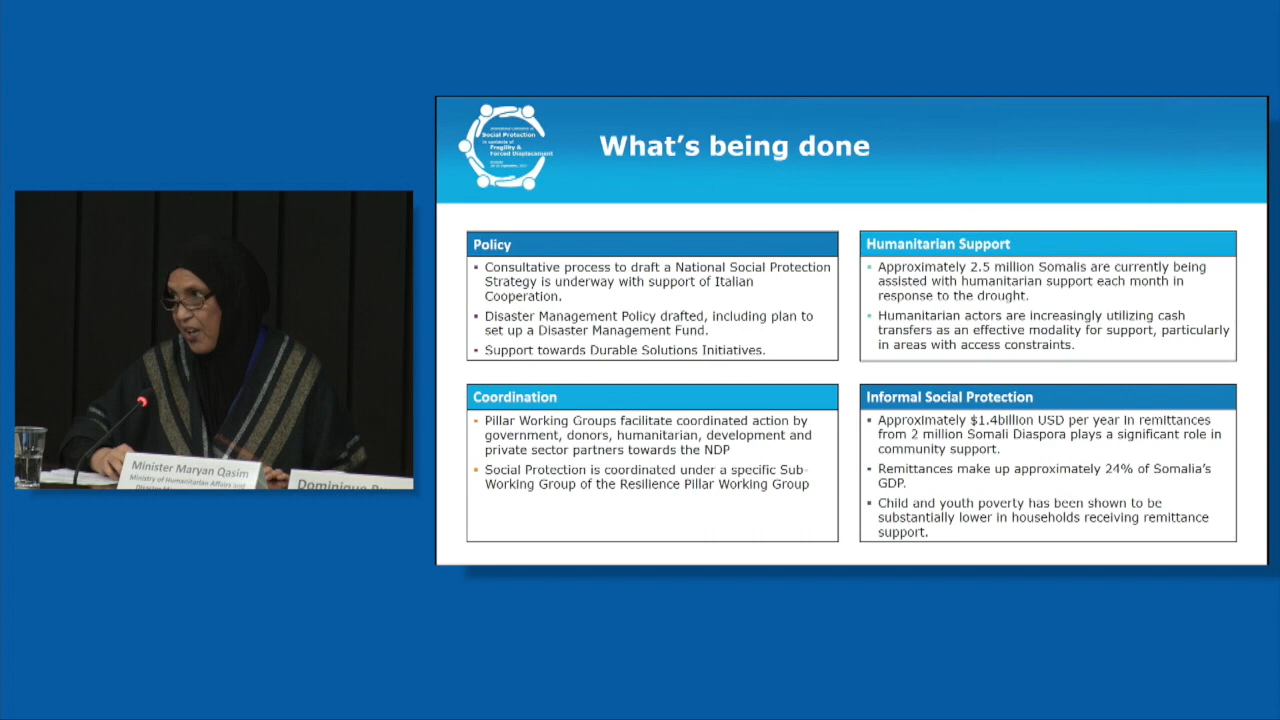 International Conference on
Social Protection
in contexts of
Fragility &
Forced Displacement
What's being done
Policy
▪ Consultative process to draft a National Social Protection
Strategy is underway with support of Italian
Cooperation.
▪ Disaster Management Policy drafted, including plan to
set up a Disaster Management Fund.
▪ Support towards Durable Solutions Initiatives.
Humanitarian Support
▪ Approximately 2.5 million Somalis are currently being
assisted with humanitarian support each month in
response to the drought.
▪ Humanitarian actors are increasingly utilizing cash
transfers as an effective modality for support, particularly
in areas with access constraints.
Coordination
▪ Pillar Working Groups facilitate coordinated action by
government, donors, humanitarian, development and
private sector partners towards the NDP
▪ Social Protection is coordinated under a specific Sub-
Working Group of the Resilience Pillar Working Group
Informal Social Protection
▪ Approximately $1.4billion USD per year in remittances
from 2 million Somali Diaspora plays a significant role in
community support.
▪ Remittances make up approximately 24% of Somalia's
GDP.
▪ Child and youth poverty has been shown to be
substantially lower in households receiving remittance
support.
Minister Maryan Qasim
Ministry of Humanitarian Affairs and
Dominique